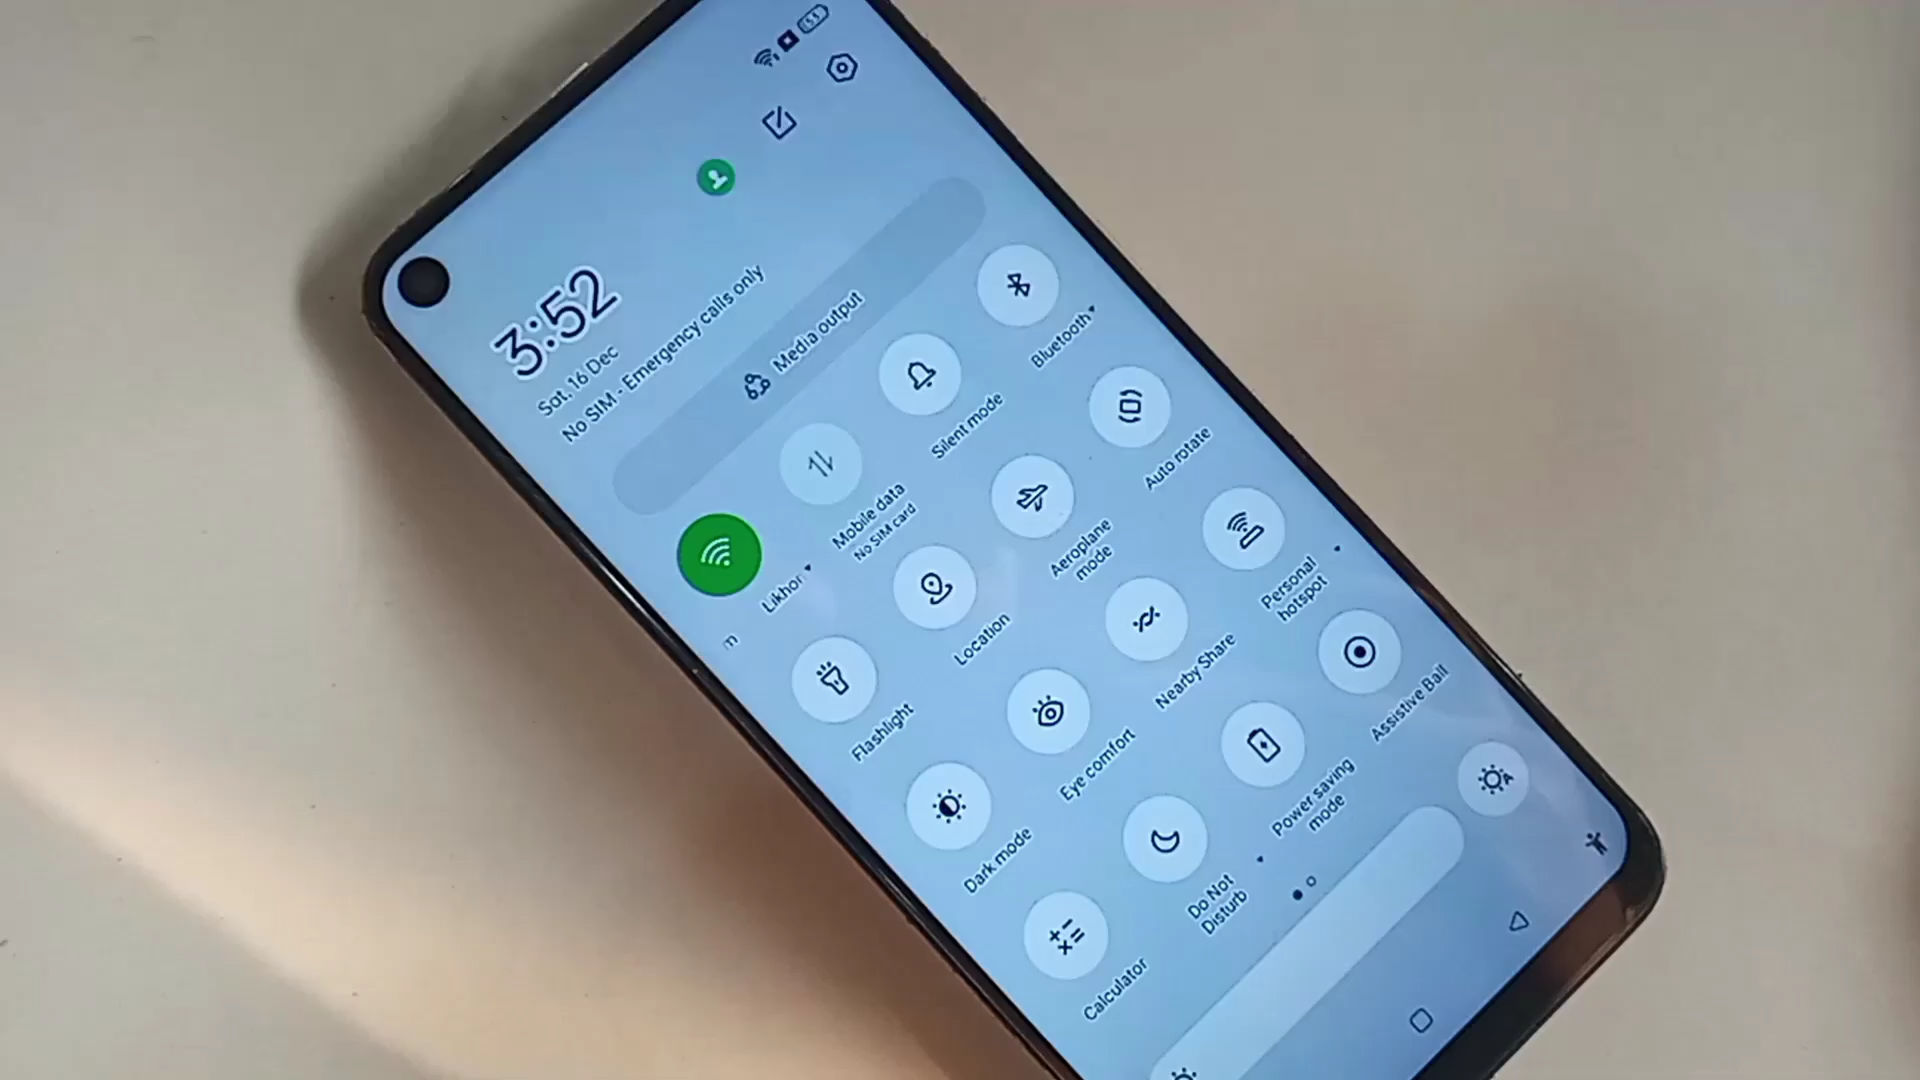 55
3:52
Sat, 16 Dec
No SIM - Emergency calls only
Media output
m
Likhor
Mobile data
No SIM card
Silent mode
Bluetooth
Flashlight
Location
Aeroplane
mode
Auto rotate
Dark mode
Eye comfort
Nearby Share
Personal
hotspot
Calculator
Do Not
Disturb
Power saving
mode
Assistive Ball
A